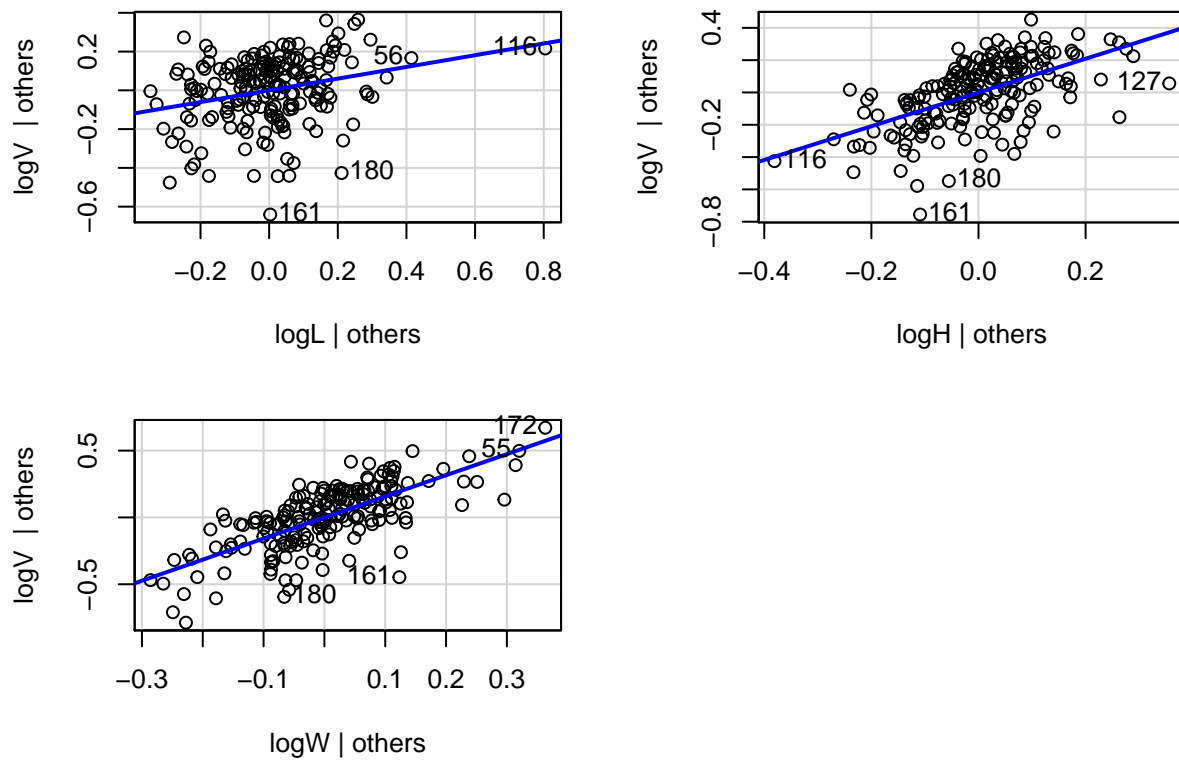 0.2
−0.2
−0.6
logV | others
116
56
180
161
−0.2 0.0 0.2 0.4 0.6 0.8
logL | others
0.4
−0.2
−0.8
logV | others
127
116
180
161
−0.4 −0.2 0.0 0.2
logH | others
0.5
−0.5
logV | others
172
55
161
180
−0.3 −0.1 0.1 0.2 0.3
logW | others